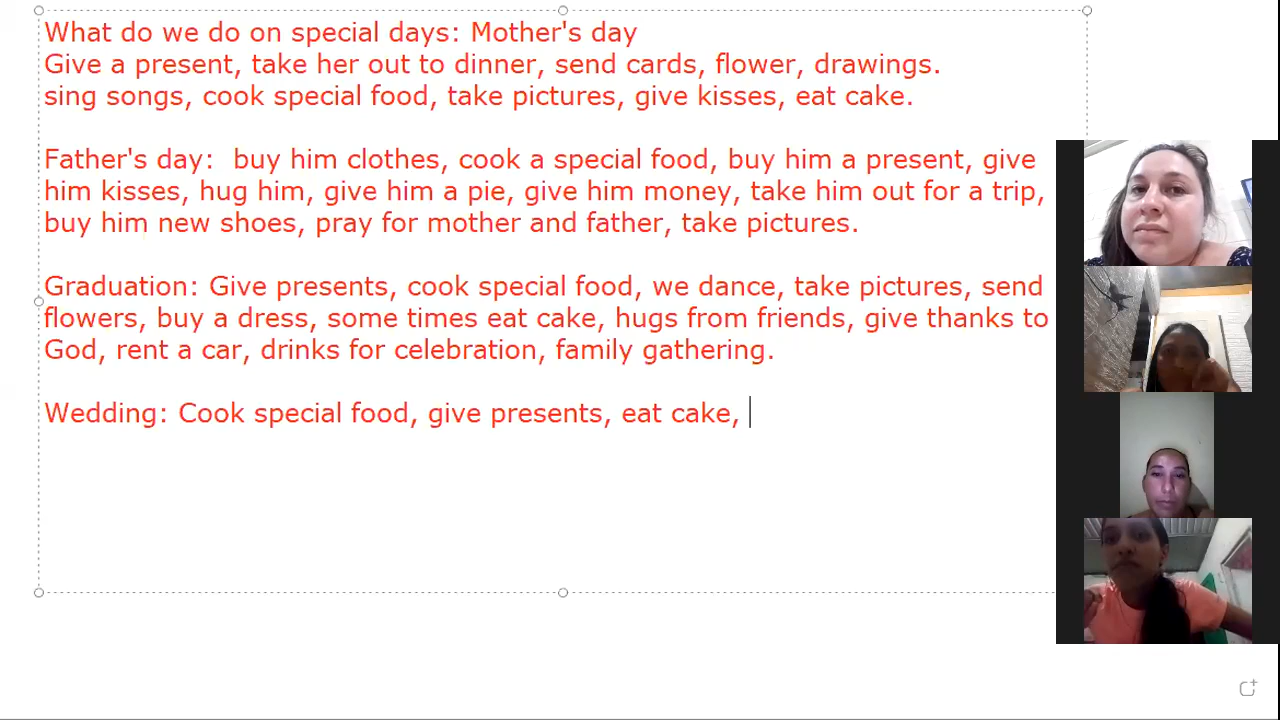 What do we do on special days: Mother's day
Give a present, take her out to dinner, send cards, flower, drawings.
sing songs, cook special food, take pictures, give kisses, eat cake.
Father's day:  buy him clothes, cook a special food, buy him a present, give
him kisses, hug him, give him a pie, give him money, take him out for a trip,
buy him new shoes, pray for mother and father, take pictures.
Graduation: Give presents, cook special food, we dance, take pictures, send
flowers, buy a dress, some times eat cake, hugs from friends, give thanks to
God, rent a car, drinks for celebration, family gathering.
Wedding: Cook special food, give presents, eat cake,